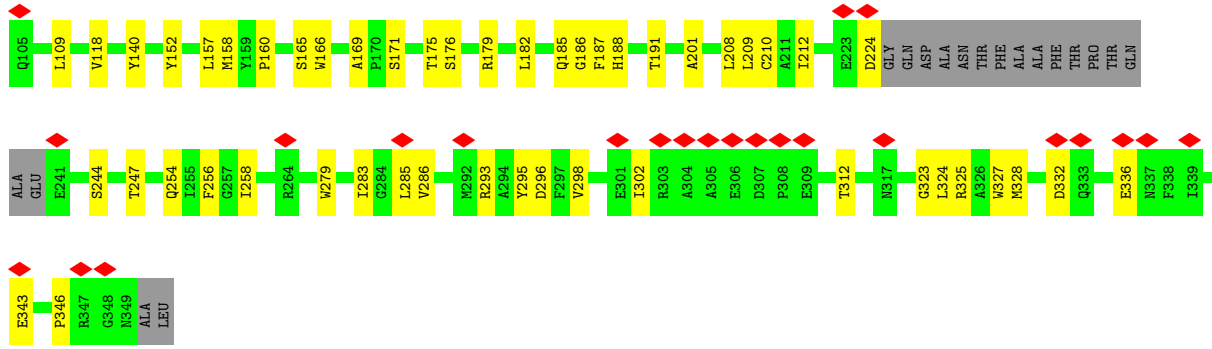 Q105 L109 V118 Y140 Y152 L157 M158 Y159 P160 S165 W166 A169 P170 S171 T175 S176 R179 L182 Q185 G186 F187 H188 T191 A201 L208 L209 C210 A211 I212 E223 D224 GLY GLN ASP ALA ASN THR PHE ALA ALA PHE THR PRO THR GLN
ALA GLU E241 S244 T247 Q254 I255 F256 G257 I258 R264 W279 I283 G284 L285 V286 M292 R293 A294 Y295 D296 F297 V298 E301 I302 R303 A304 A305 E306 D307 P308 E309 T312 N317 G323 L324 R325 A326 W327 M328 D332 Q333 E336 N337 F338 I339
E343 P346 R347 G348 N349 ALA LEU